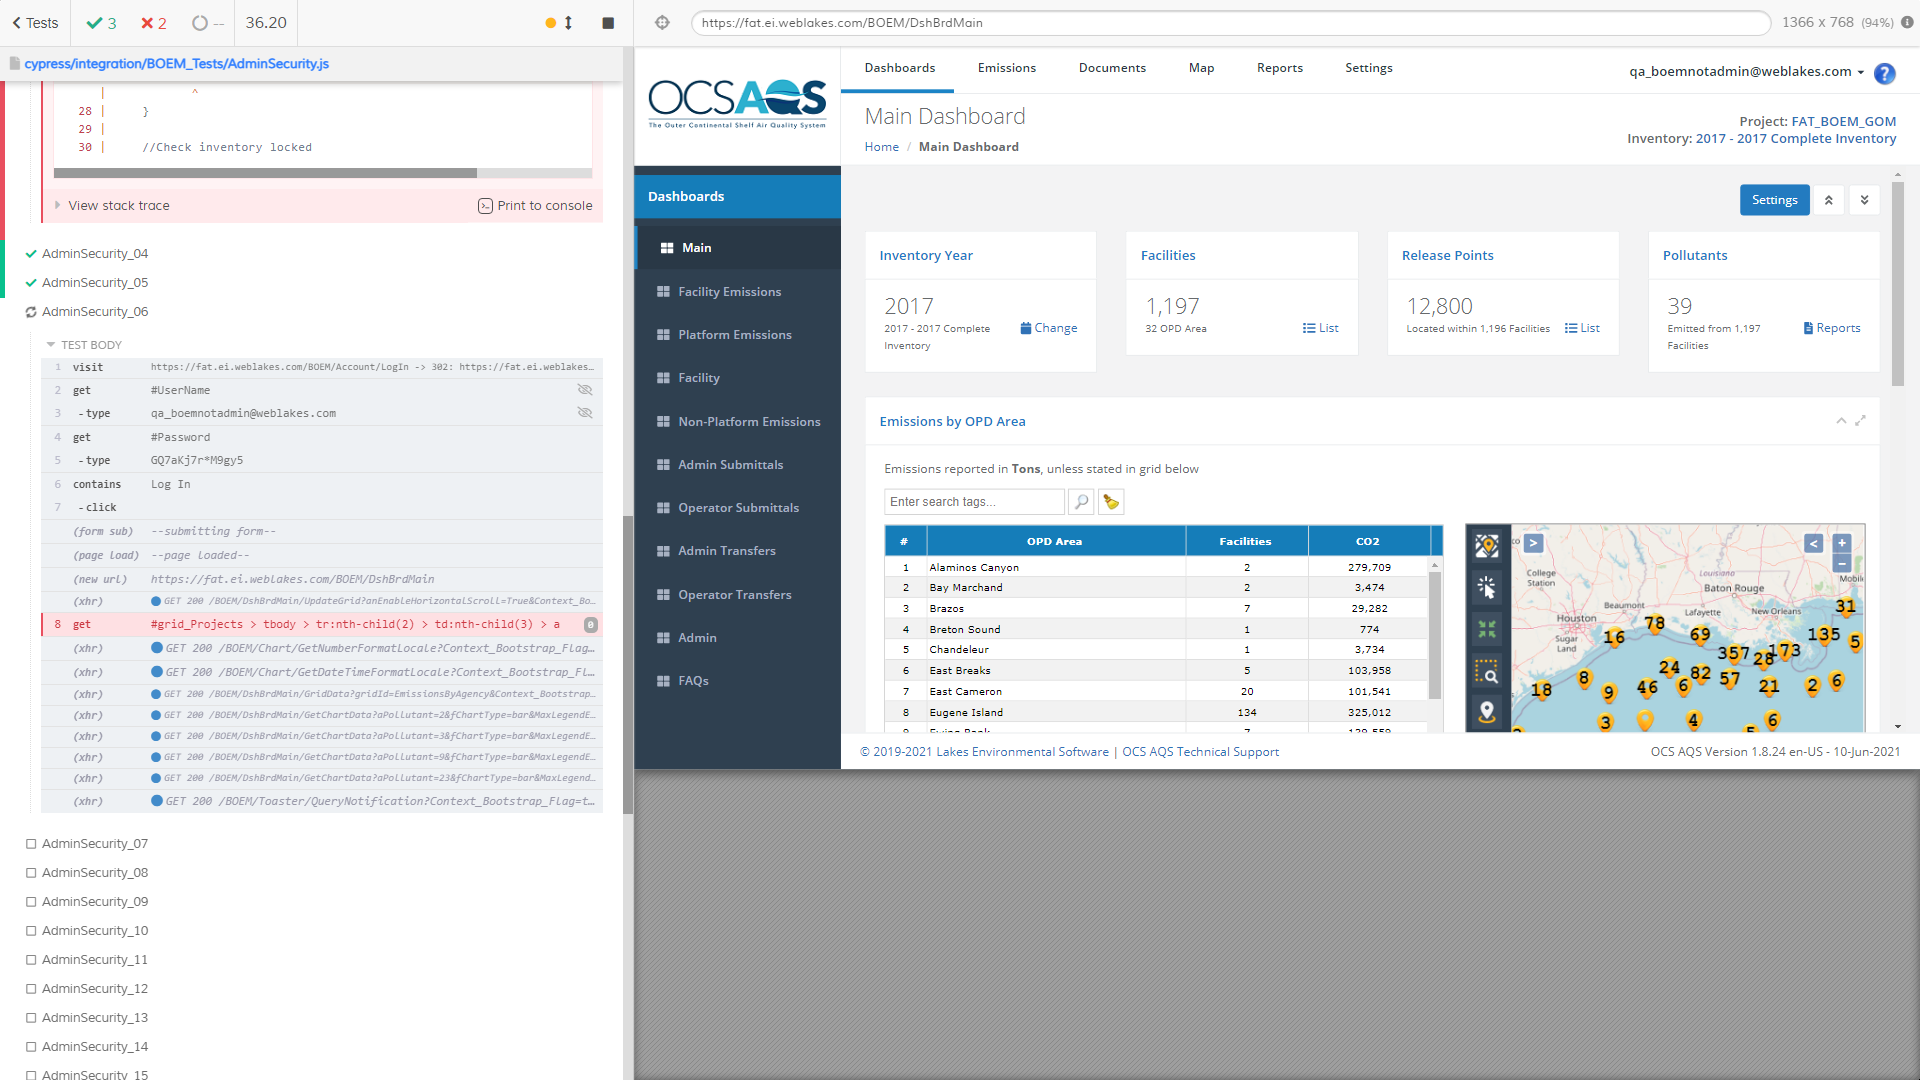 Tests
3
2
--
36.20
cypress/integration/BOEM_Tests/AdminSecurity.js
| ^
28 | }
29 |
30 | //Check inventory locked
View stack trace
Print to console
AdminSecurity_04
AdminSecurity_05
AdminSecurity_06
TEST BODY
1 visit https://fat.ei.weblakes.com/BOEM/Account/LogIn -> 302: https://fat.ei.weblakes...
2 get #UserName
3 -type qa_boemnotadmin@weblakes.com
4 get #Password
5 -type GQ7aKj7r*M9gy5
6 contains Log In
7 -click
(form sub) --submitting form--
(page load) --page loaded--
(new url) https://fat.ei.weblakes.com/BOEM/DshBrdMain
(xhr) GET 200 /BOEM/DshBrdMain/UpdateGrid?anEnableHorizontalScroll=True&Context_Bo...
8 get #grid_Projects > tbody > tr:nth-child(2) > td:nth-child(3) > a 0
(xhr) GET 200 /BOEM/Chart/GetNumberFormatLocale?Context_Bootstrap_Flag...
(xhr) GET 200 /BOEM/Chart/GetDateTimeFormatLocale?Context_Bootstrap_Fl...
(xhr) GET 200 /BOEM/DshBrdMain/GridData?gridId=EmissionsByAgency&Context_Bootstrap...
(xhr) GET 200 /BOEM/DshBrdMain/GetChartData?aPollutant=2&fChartType=bar&MaxLegendE...
(xhr) GET 200 /BOEM/DshBrdMain/GetChartData?aPollutant=3&fChartType=bar&MaxLegendE...
(xhr) GET 200 /BOEM/DshBrdMain/GetChartData?aPollutant=9&fChartType=bar&MaxLegendE...
(xhr) GET 200 /BOEM/DshBrdMain/GetChartData?aPollutant=23&fChartType=bar&MaxLegend...
(xhr) GET 200 /BOEM/Toaster/QueryNotification?Context_Bootstrap_Flag=t...
AdminSecurity_07
AdminSecurity_08
AdminSecurity_09
AdminSecurity_10
AdminSecurity_11
AdminSecurity_12
AdminSecurity_13
AdminSecurity_14
AdminSecurity_15
https://fat.ei.weblakes.com/BOEM/DshBrdMain
1366 x 768 (94%)
OCSAQS
The Outer Continental Shelf Air Quality System
Dashboards Emissions Documents Map Reports Settings
qa_boemnotadmin@weblakes.com
?
Main Dashboard
Home / Main Dashboard
Project: FAT_BOEM_GOM
Inventory: 2017 - 2017 Complete Inventory
Dashboards
Main
Facility Emissions
Platform Emissions
Facility
Non-Platform Emissions
Admin Submittals
Operator Submittals
Admin Transfers
Operator Transfers
Admin
FAQs
Settings
Inventory Year
2017
2017 - 2017 Complete Inventory
Change
Facilities
1,197
32 OPD Area
List
Release Points
12,800
Located within 1,196 Facilities
List
Pollutants
39
Emitted from 1,197 Facilities
Reports
Emissions by OPD Area
Emissions reported in Tons, unless stated in grid below
Enter search tags...
# OPD Area Facilities CO2
1 Alaminos Canyon 2 279,709
2 Bay Marchand 2 3,474
3 Brazos 7 29,282
4 Breton Sound 1 774
5 Chandeleur 1 3,734
6 East Breaks 5 103,958
7 East Cameron 20 101,541
8 Eugene Island 134 325,012
College Station
Louisiana
Baton Rouge
Mobil
Beaumont
Lafayette
New Orleans
Houston
Sugar Land
31
78
16
69
135
5
357
28
173
24
82
8
18
9
46
6
57
21
2
6
3
4
6
© 2019-2021 Lakes Environmental Software | OCS AQS Technical Support
OCS AQS Version 1.8.24 en-US - 10-Jun-2021